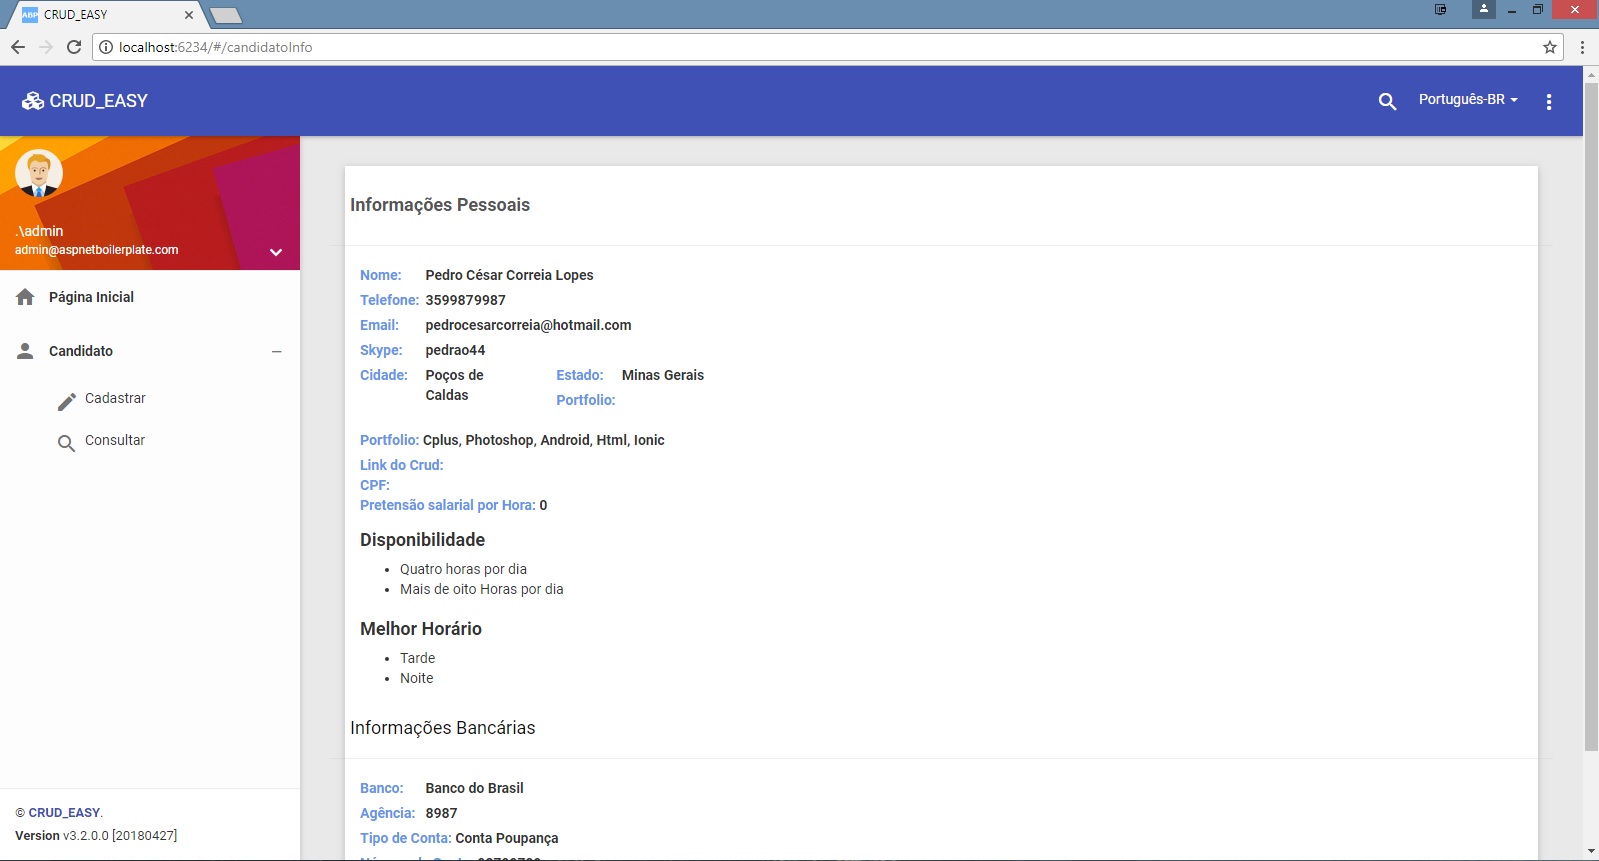 ABP CRUD_EASY
localhost:6234/#/candidatoInfo
CRUD_EASY
Português-BR
.\admin
admin@aspnetboilerplate.com
Página Inicial
Candidato
Cadastrar
Consultar
© CRUD_EASY.
Version v3.2.0.0 [20180427]
Informações Pessoais
Nome: Pedro César Correia Lopes
Telefone: 3599879987
Email: pedrocesarcorreia@hotmail.com
Skype: pedrao44
Cidade: Poços de Caldas
Estado: Minas Gerais
Portfolio:
Portfolio: Cplus, Photoshop, Android, Html, Ionic
Link do Crud:
CPF:
Pretensão salarial por Hora: 0
Disponibilidade
Quatro horas por dia
Mais de oito Horas por dia
Melhor Horário
Tarde
Noite
Informações Bancárias
Banco: Banco do Brasil
Agência: 8987
Tipo de Conta: Conta Poupança